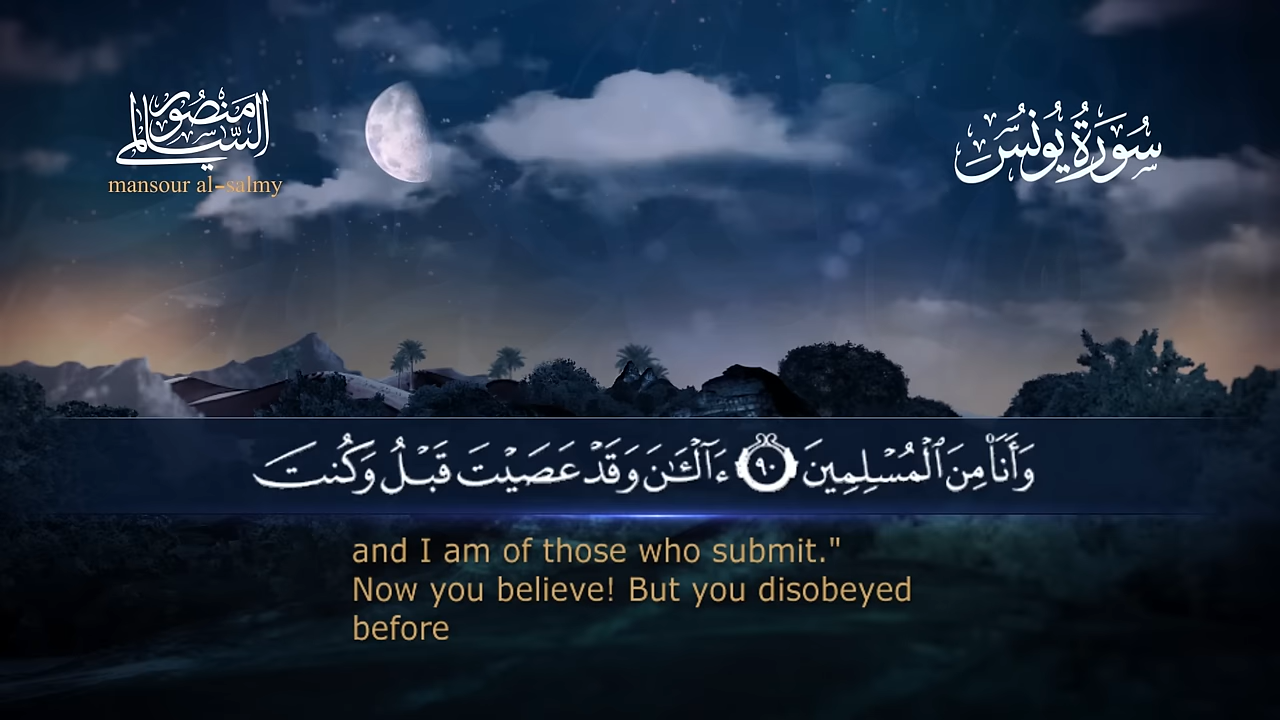 منصور السالمي
mansour al-salmy
سُورَةُ يُونُسَ
وَأَنَا۠ مِنَ ٱلْمُسْلِمِينَ ٩٠ ءَآلْـَٰٔنَ وَقَدْ عَصَيْتَ قَبْلُ وَكُنتَ
and I am of those who submit."
Now you believe! But you disobeyed
before